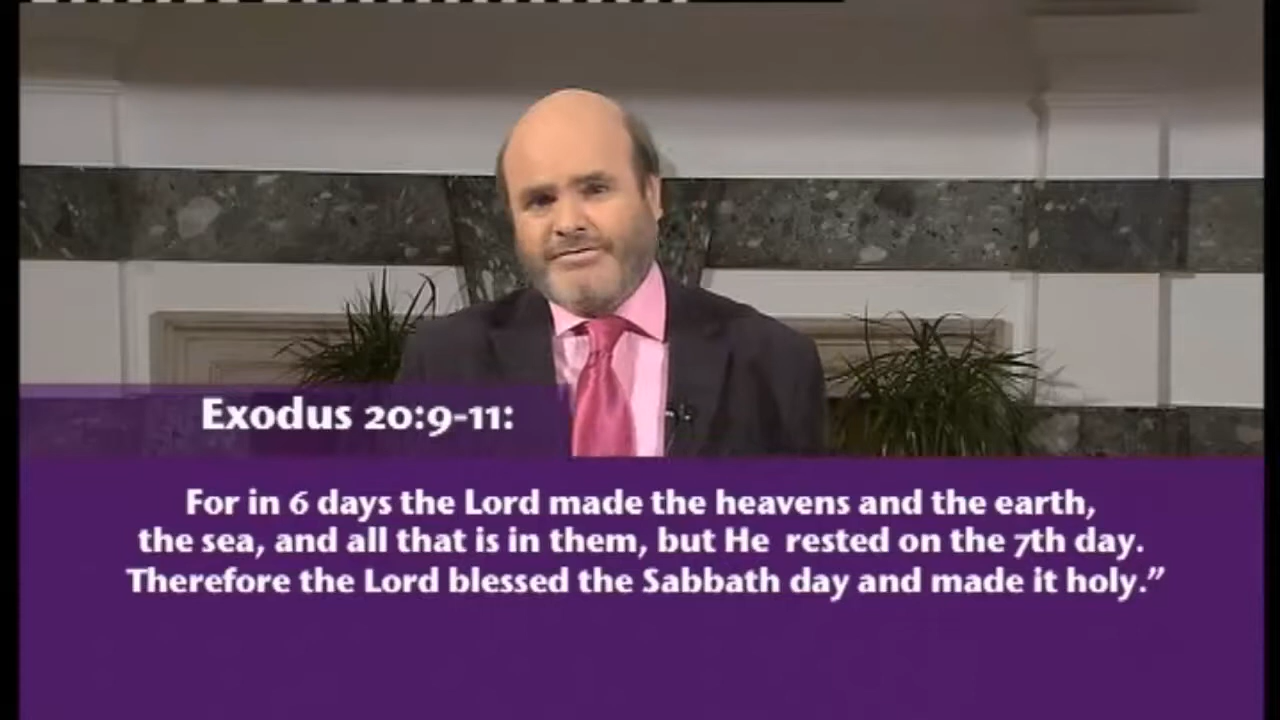 Exodus 20:9-11:
For in 6 days the Lord made the heavens and the earth,
the sea, and all that is in them, but He rested on the 7th day.
Therefore the Lord blessed the Sabbath day and made it holy.”